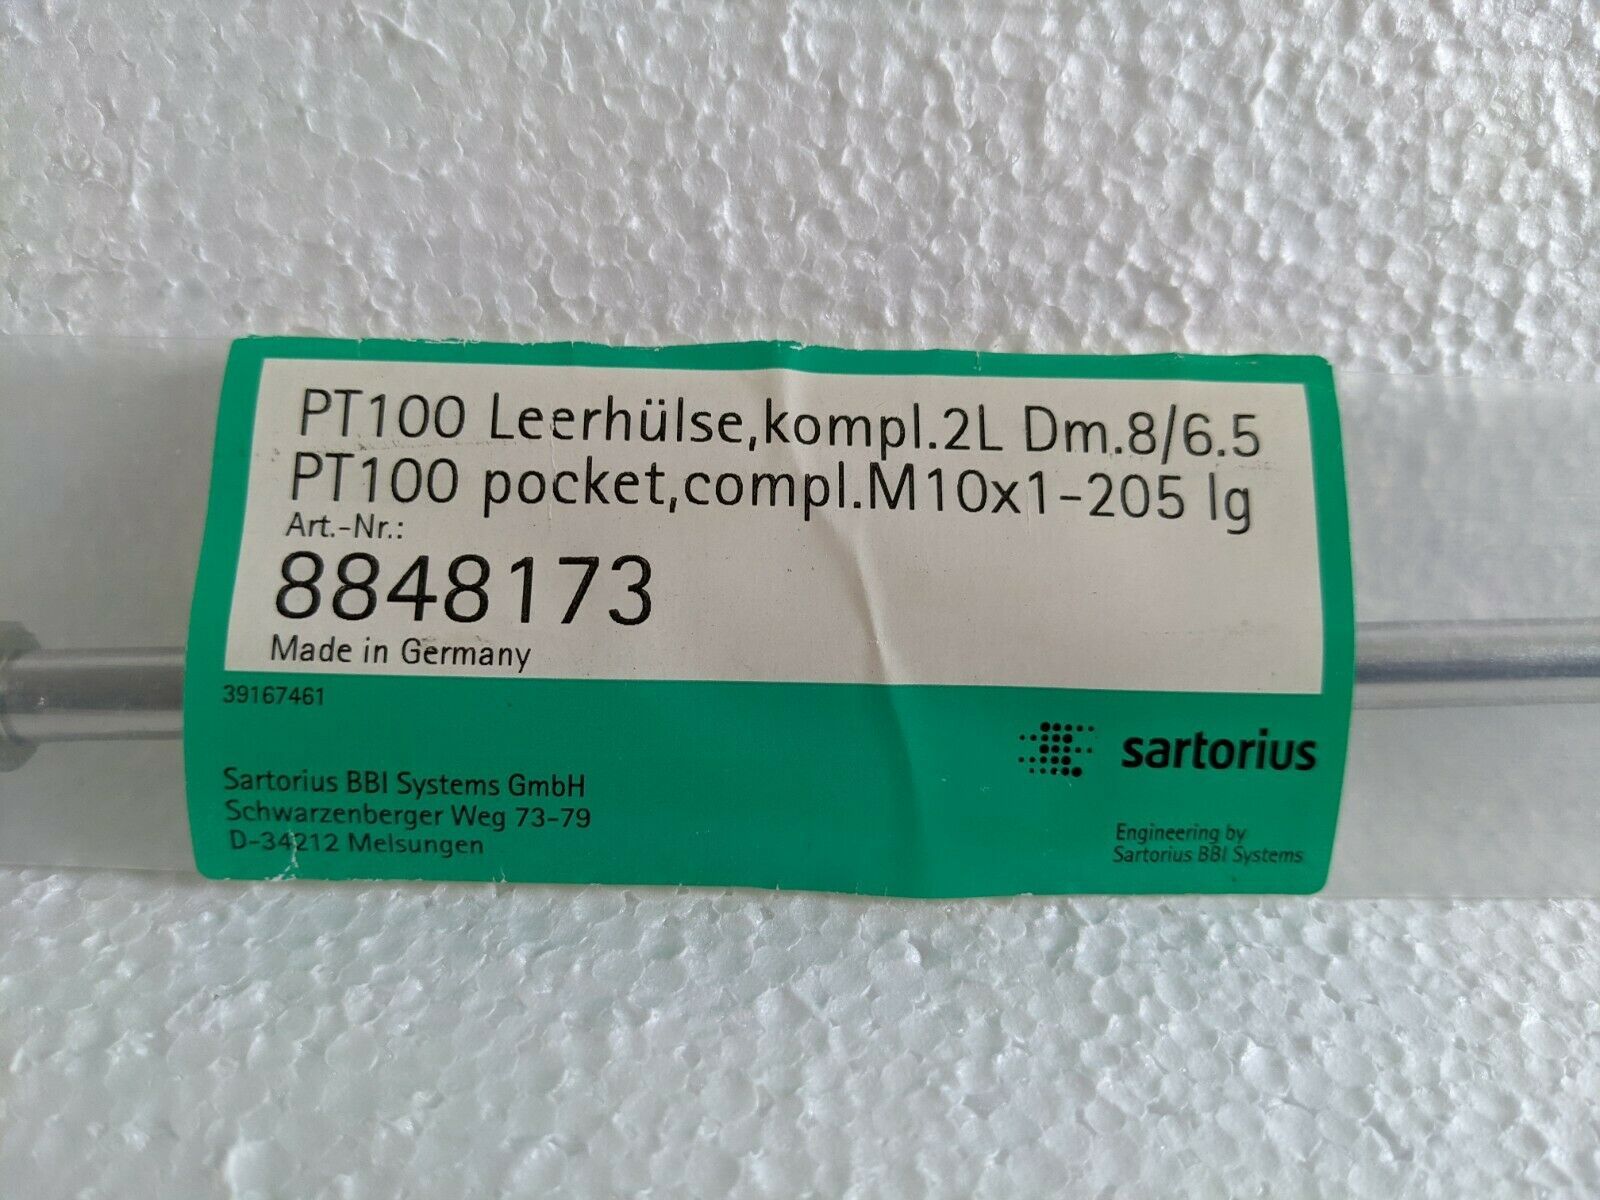 PT100 Leerhülse,kompl.2L Dm.8/6.5
PT100 pocket,compl.M10x1-205 lg
Art.-Nr.:
8848173
Made in Germany
39167461
Sartorius BBI Systems GmbH
Schwarzenberger Weg 73-79
D-34212 Melsungen
sartorius
Engineering by
Sartorius BBI Systems